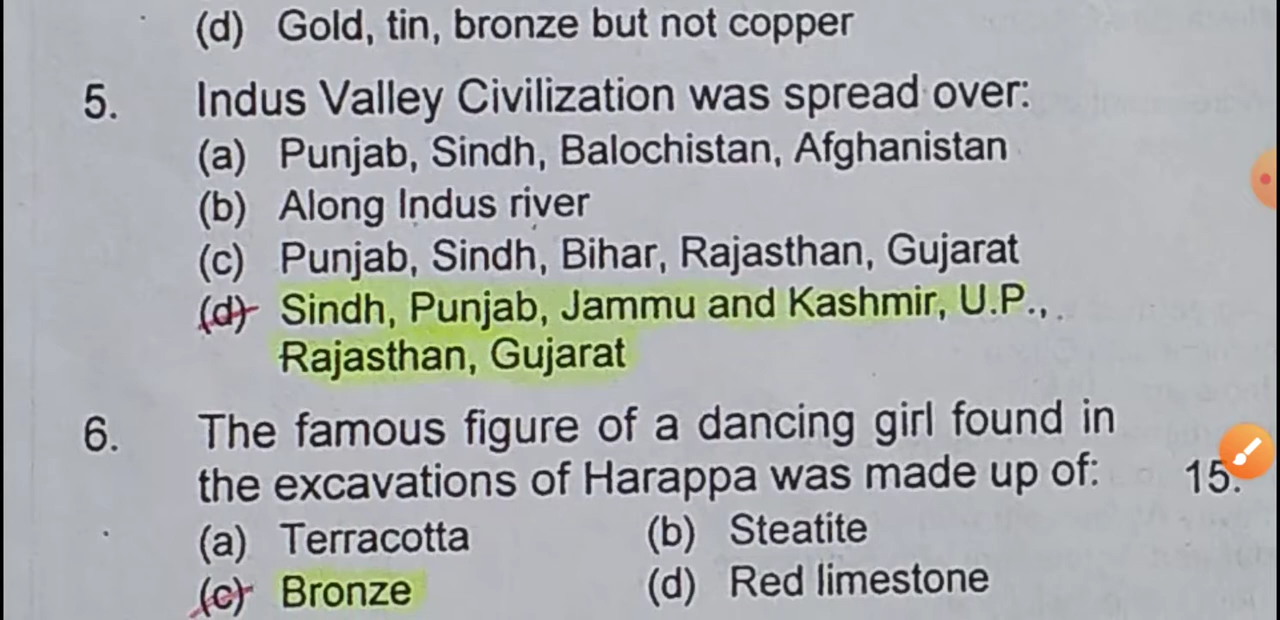 (d) Gold, tin, bronze but not copper
5. Indus Valley Civilization was spread over:
(a) Punjab, Sindh, Balochistan, Afghanistan
(b) Along Indus river
(c) Punjab, Sindh, Bihar, Rajasthan, Gujarat
(d) Sindh, Punjab, Jammu and Kashmir, U.P.,
Rajasthan, Gujarat
6. The famous figure of a dancing girl found in
the excavations of Harappa was made up of: 15.
(a) Terracotta (b) Steatite
(c) Bronze (d) Red limestone